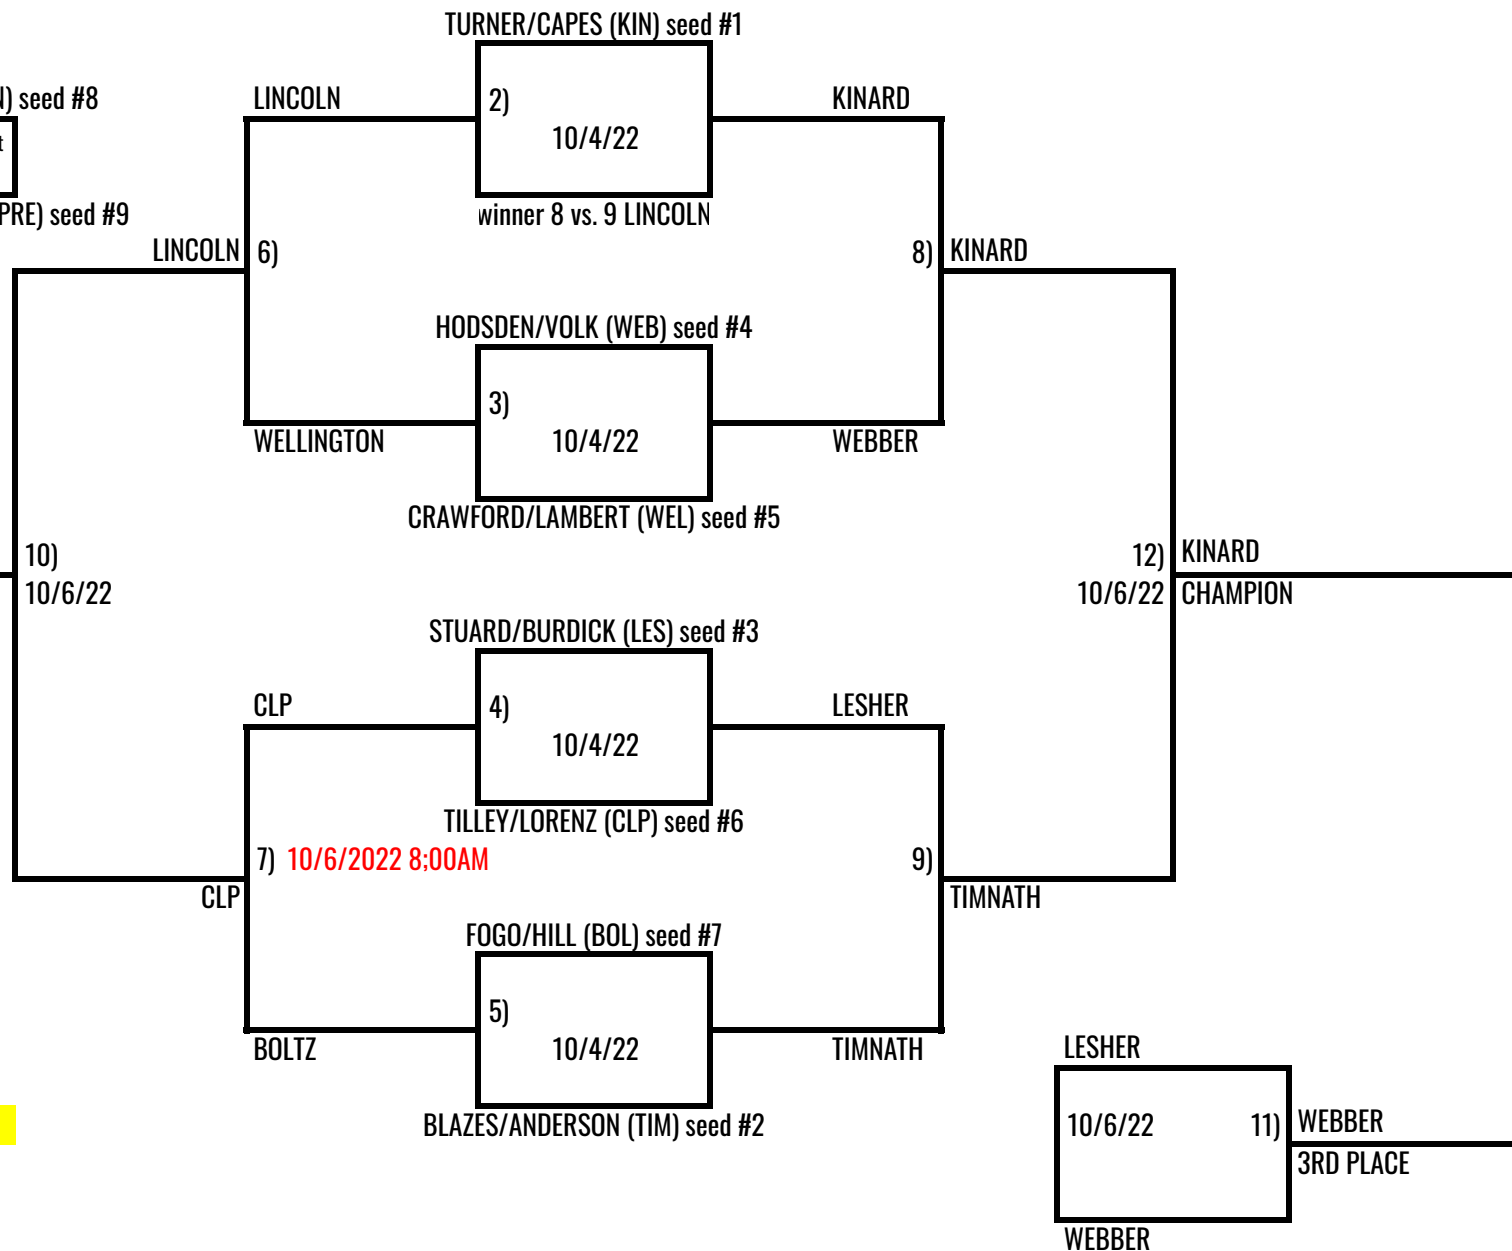 TURNER/CAPES (KIN) seed #1
) seed #8
LINCOLN
2)
KINARD
10/4/22
PRE) seed #9
winner 8 vs. 9 LINCOLN
LINCOLN
6)
8)
KINARD
HODSDEN/VOLK (WEB) seed #4
3)
10/4/22
WELLINGTON
WEBBER
CRAWFORD/LAMBERT (WEL) seed #5
10)
12)
KINARD
10/6/22
10/6/22
CHAMPION
STUARD/BURDICK (LES) seed #3
CLP
4)
LESHER
10/4/22
TILLEY/LORENZ (CLP) seed #6
7) 10/6/2022 8;00AM
9)
CLP
TIMNATH
FOGO/HILL (BOL) seed #7
5)
10/4/22
BOLTZ
TIMNATH
LESHER
BLAZES/ANDERSON (TIM) seed #2
10/6/22
11)
WEBBER
3RD PLACE
WEBBER